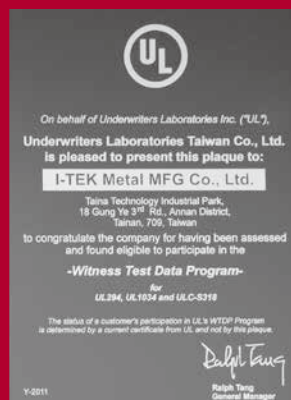 UL
On behalf of Underwriters Laboratories Inc. ("UL"),
Underwriters Laboratories Taiwan Co., Ltd.
is pleased to present this plaque to:
I-TEK Metal MFG Co., Ltd.
Taina Technology Industrial Park,
18 Gung Ye 3rd Rd., Annan District,
Tainan, 709, Taiwan
to congratulate the company for having been assessed
and found eligible to participate in the
-Witness Test Data Program-
for
UL294, UL1034 and ULC-S318
The status of a customer's participation in UL's WTDP Program
is determined by a current certificate from UL and not by this plaque.
Ralph Tang
Y-2011
Ralph Tang
General Manager